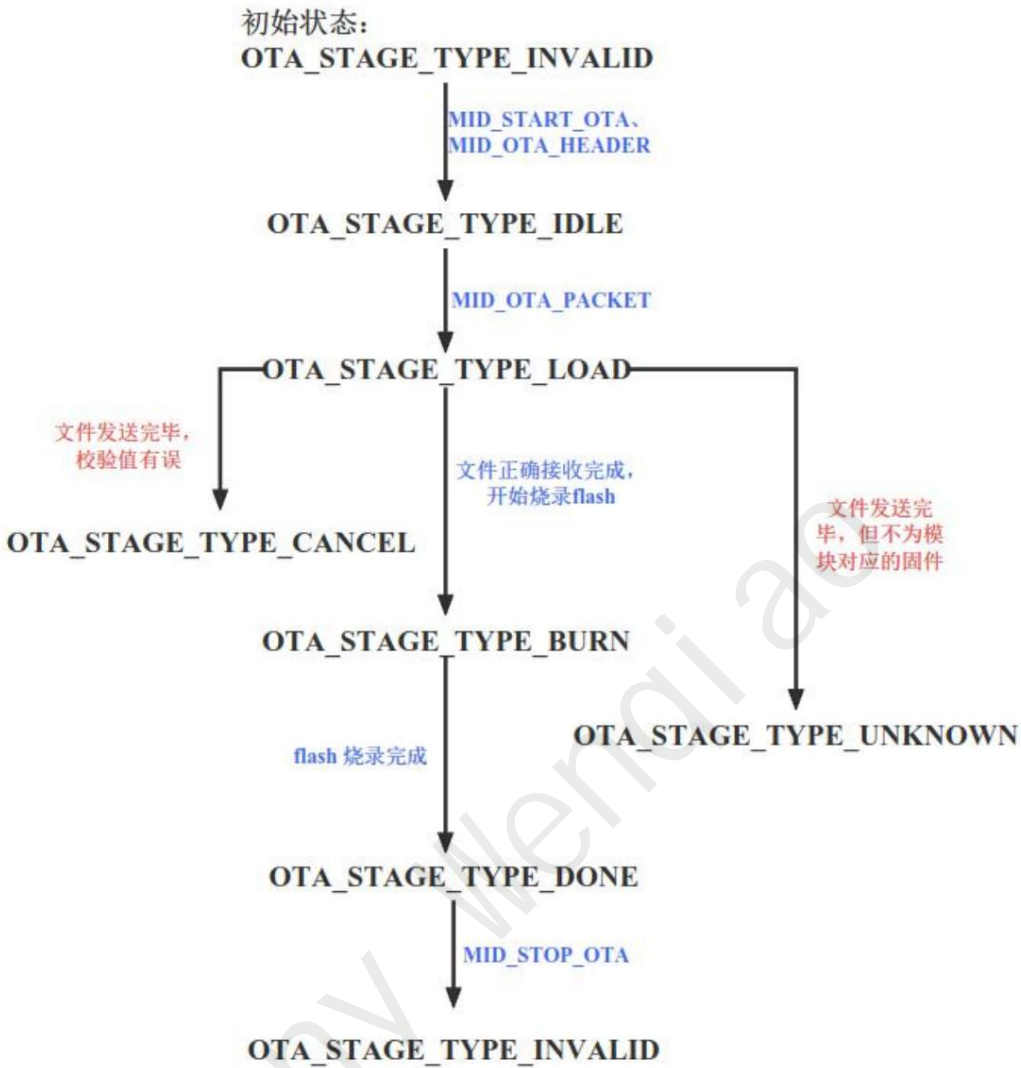 初始状态：
OTA_STAGE_TYPE_INVALID
MID_START_OTA、
MID_OTA_HEADER
OTA_STAGE_TYPE_IDLE
MID_OTA_PACKET
OTA_STAGE_TYPE_LOAD
文件发送完毕，
校验值有误
文件正确接收完成，
开始烧录flash
文件发送完
毕，但不为模
块对应的固件
OTA_STAGE_TYPE_CANCEL
OTA_STAGE_TYPE_BURN
OTA_STAGE_TYPE_UNKNOWN
flash 烧录完成
OTA_STAGE_TYPE_DONE
MID_STOP_OTA
OTA_STAGE_TYPE_INVALID